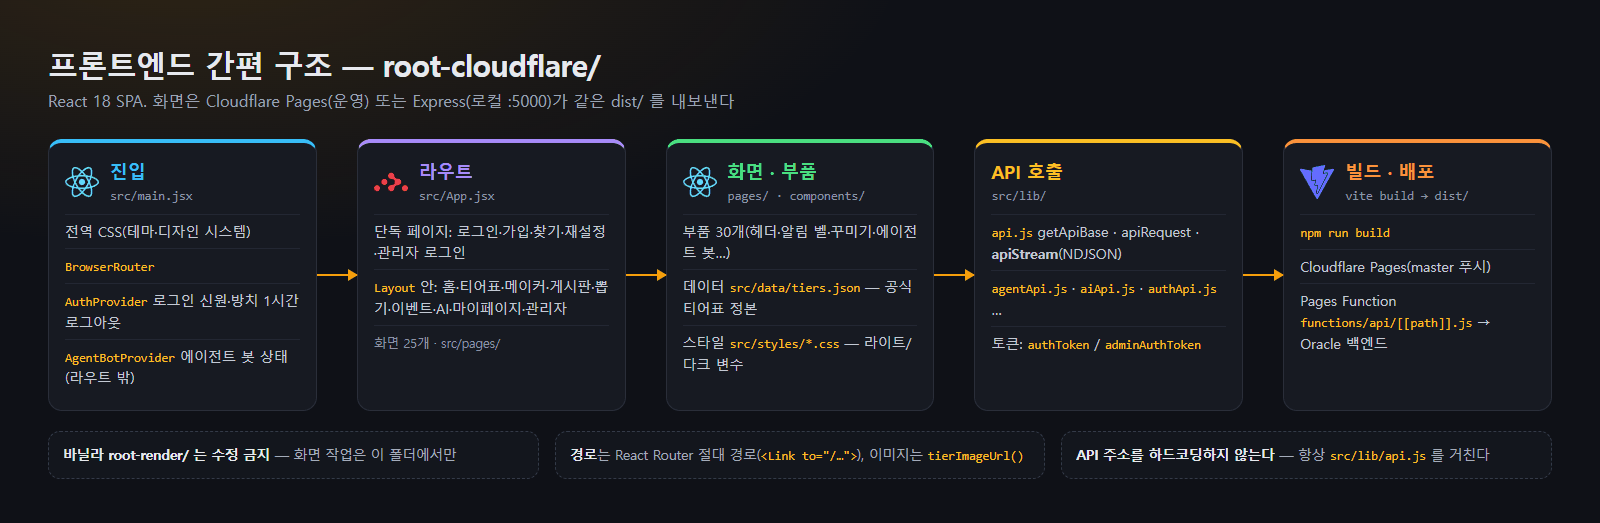 프론트엔드 간편 구조 — root-cloudflare/
React 18 SPA. 화면은 Cloudflare Pages(운영) 또는 Express(로컬 :5000)가 같은 dist/ 를 내보낸다
진입
src/main.jsx
전역 CSS(테마·디자인 시스템)
BrowserRouter
AuthProvider 로그인 신원·방치 1시간
로그아웃
AgentBotProvider 에이전트 봇 상태
(라우트 밖)
라우트
src/App.jsx
단독 페이지: 로그인·가입·찾기·재설정
·관리자 로그인
Layout 안: 홈·티어표·메이커·게시판·뽑
기·이벤트·AI·마이페이지·관리자
화면 25개 · src/pages/
화면 · 부품
pages/ · components/
부품 30개(헤더·알림 벨·꾸미기·에이전
트 봇…)
데이터 src/data/tiers.json — 공식
티어표 정본
스타일 src/styles/*.css — 라이트/
다크 변수
API 호출
src/lib/
api.js getApiBase · apiRequest ·
apiStream(NDJSON)
agentApi.js · aiApi.js · authApi.js
…
토큰: authToken / adminAuthToken
빌드 · 배포
vite build → dist/
npm run build
Cloudflare Pages(master 푸시)
Pages Function
functions/api/[[path]].js →
Oracle 백엔드
바닐라 root-render/ 는 수정 금지 — 화면 작업은 이 폴더에서만
경로는 React Router 절대 경로(<Link to="/…">), 이미지는 tierImageUrl()
API 주소를 하드코딩하지 않는다 — 항상 src/lib/api.js 를 거친다